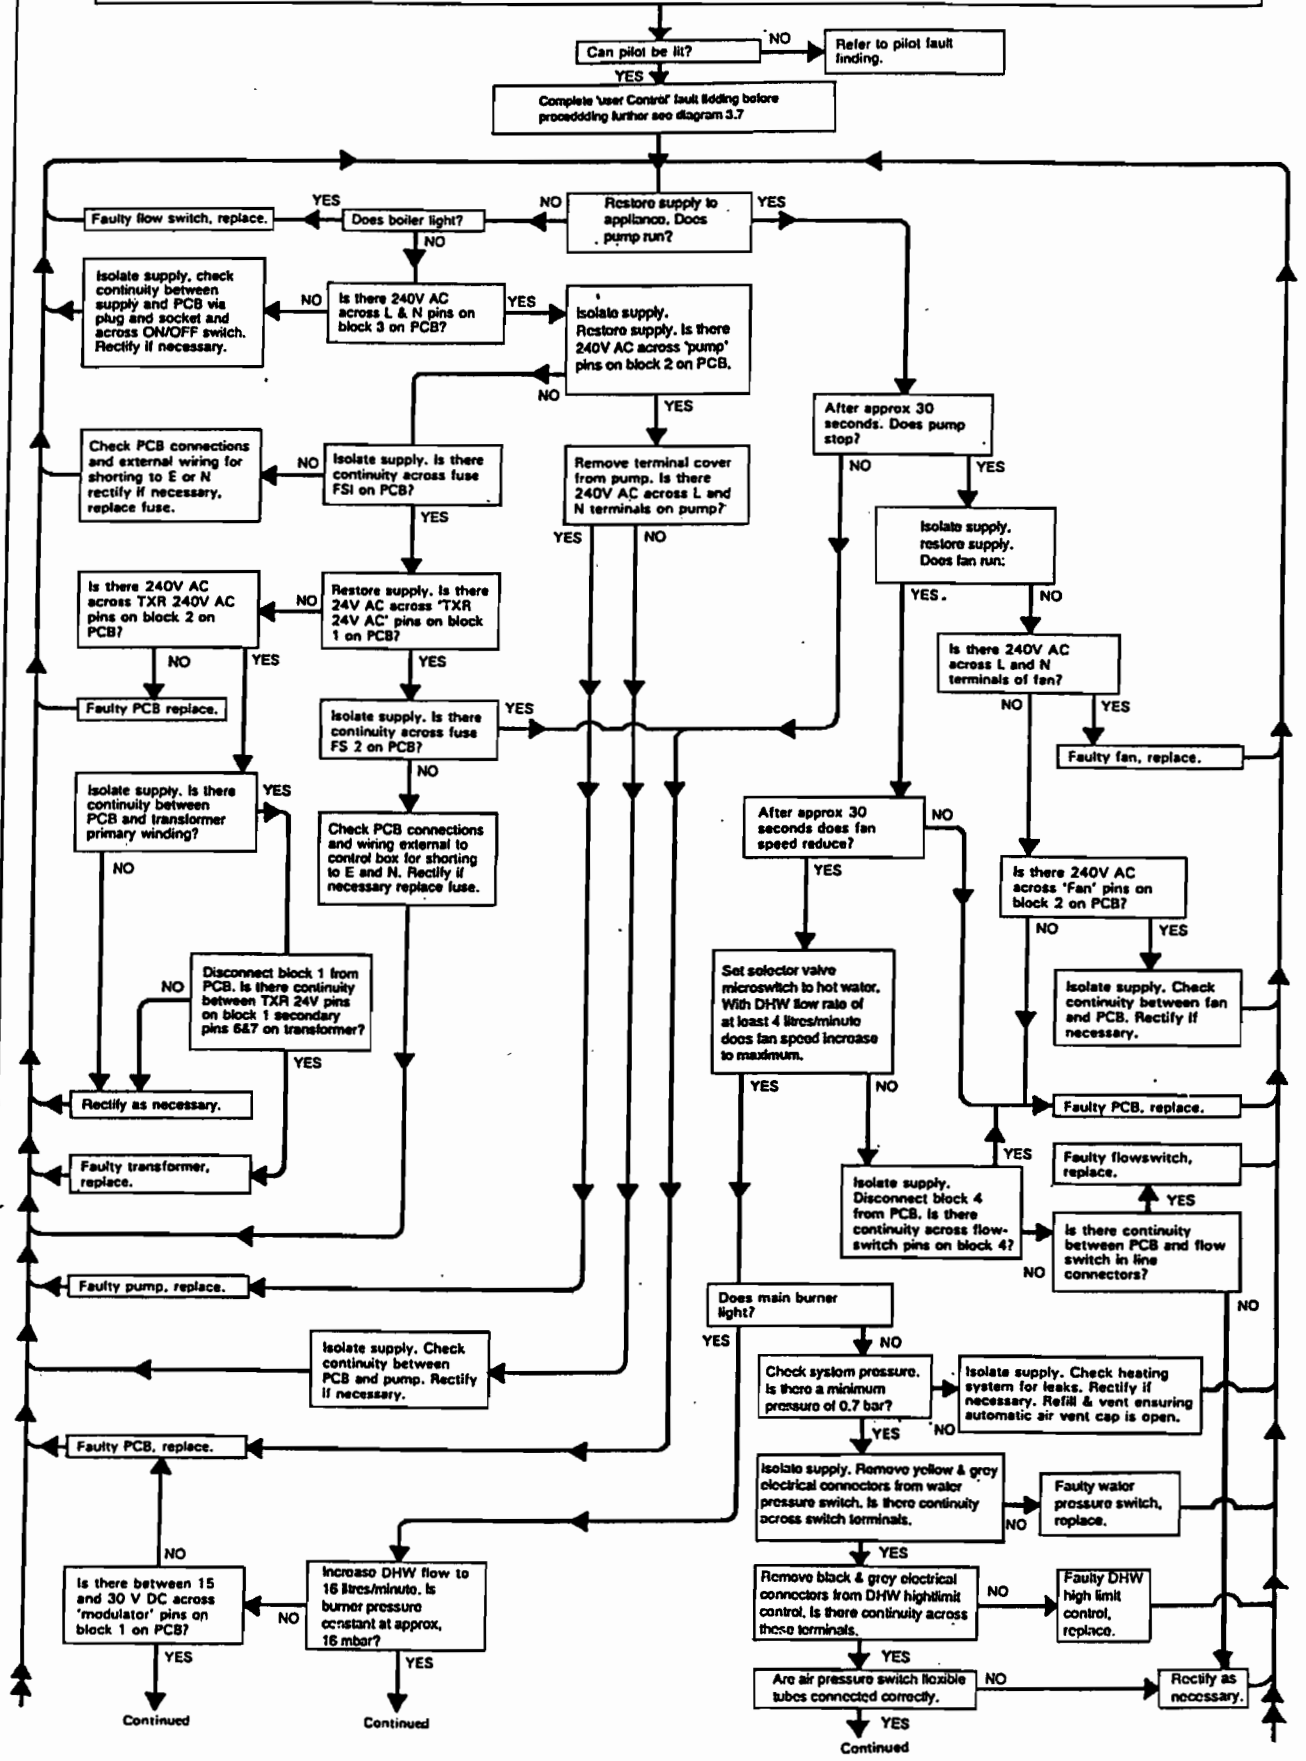 Can pilot be lit?
NO
Refer to pilot fault
finding.
YES
Complete 'user Control' fault fidding before
proceddding further see diagram 3.7
Restore supply to
appliance. Does
pump run?
NO
YES
YES
Does boiler light?
Faulty flow switch, replace.
NO
Isolate supply, check
continuity between
supply and PCB via
plug and socket and
across ON/OFF switch.
Rectify if necessary.
NO
Is there 240V AC
across L & N pins on
block 3 on PCB?
YES
Isolate supply.
Restore supply. Is there
240V AC across 'pump'
pins on block 2 on PCB.
NO
YES
After approx 30
seconds. Does pump
stop?
NO
YES
Check PCB connections
and external wiring for
shorting to E or N
rectify if necessary,
replace fuse.
NO
Isolate supply. Is there
continuity across fuse
FSI on PCB?
YES
Remove terminal cover
from pump. Is there
240V AC across L and
N terminals on pump?
YES
NO
Isolate supply.
restore supply.
Does fan run:
YES.
NO
Is there 240V AC
across TXR 240V AC
pins on block 2 on
PCB?
NO
Restore supply. Is there
24V AC across 'TXR
24V AC' pins on block
1 on PCB?
NO
YES
YES
Is there 240V AC
across L and N
terminals of fan?
NO
YES
Faulty PCB replace.
Isolate supply. Is there
continuity across fuse
FS 2 on PCB?
YES
NO
Faulty fan, replace.
Isolate supply. Is there
continuity between
PCB and transformer
primary winding?
YES
NO
Check PCB connections
and wiring external to
control box for shorting
to E and N. Rectify if
necessary replace fuse.
After approx 30
seconds does fan
speed reduce?
NO
YES
Is there 240V AC
across 'Fan' pins on
block 2 on PCB?
NO
YES
Disconnect block 1 from
PCB. Is there continuity
between TXR 24V pins
on block 1 secondary
pins 6&7 on transformer?
NO
YES
Set selector valve
microswitch to hot water.
With DHW flow rate of
at least 4 litres/minute
does fan speed increase
to maximum.
YES
NO
Isolate supply. Check
continuity between fan
and PCB. Rectify if
necessary.
Rectify as necessary.
Faulty PCB, replace.
Faulty transformer,
replace.
YES
Isolate supply.
Disconnect block 4
from PCB. Is there
continuity across flow-
switch pins on block 4?
NO
Faulty flowswitch,
replace.
YES
Is there continuity
between PCB and flow
switch in line
connectors?
NO
Faulty pump, replace.
Does main burner
light?
YES
NO
Isolate supply. Check
continuity between
PCB and pump. Rectify
if necessary.
Check system pressure.
Is there a minimum
pressure of 0.7 bar?
NO
YES
Isolate supply. Check heating
system for leaks. Rectify if
necessary. Refill & vent ensuring
automatic air vent cap is open.
Faulty PCB, replace.
Isolate supply. Remove yellow & grey
electrical connectors from water
pressure switch. Is there continuity
across switch terminals.
NO
YES
Faulty water
pressure switch,
replace.
NO
Is there between 15
and 30 V DC across
'modulator' pins on
block 1 on PCB?
YES
NO
Increase DHW flow to
16 litres/minute. Is
burner pressure
constant at approx,
16 mbar?
YES
Remove black & grey electrical
connectors from DHW hightlimit
control. Is there continuity across
these terminals.
NO
YES
Faulty DHW
high limit
control,
replace.
Are air pressure switch flexible
tubes connected correctly.
NO
YES
Rectify as
necessary.
Continued
Continued
Continued